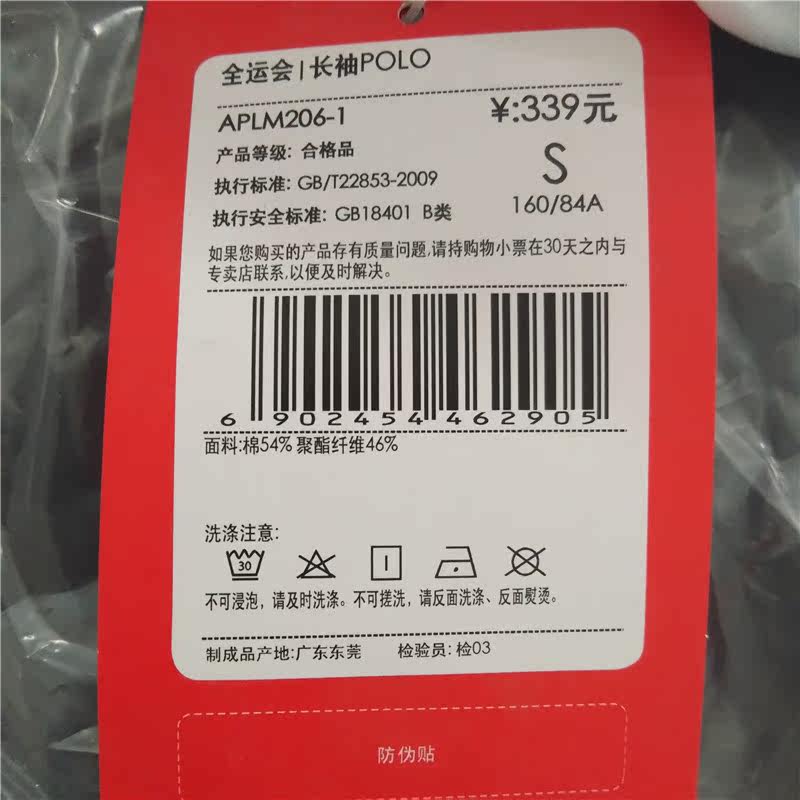 全运会|长袖POLO
APLM206-1
¥:339元
产品等级: 合格品
S
执行标准: GB/T22853-2009
160/84A
执行安全标准: GB18401 B类
如果您购买的产品存有质量问题,请持购物小票在30天之内与
专卖店联系,以便及时解决。
6 902454 462905
面料:棉54% 聚酯纤维46%
洗涤注意:
30
不可浸泡，请及时洗涤。不可搓洗，请反面洗涤、反面熨烫。
制成品产地:广东东莞 检验员: 检03
防伪贴